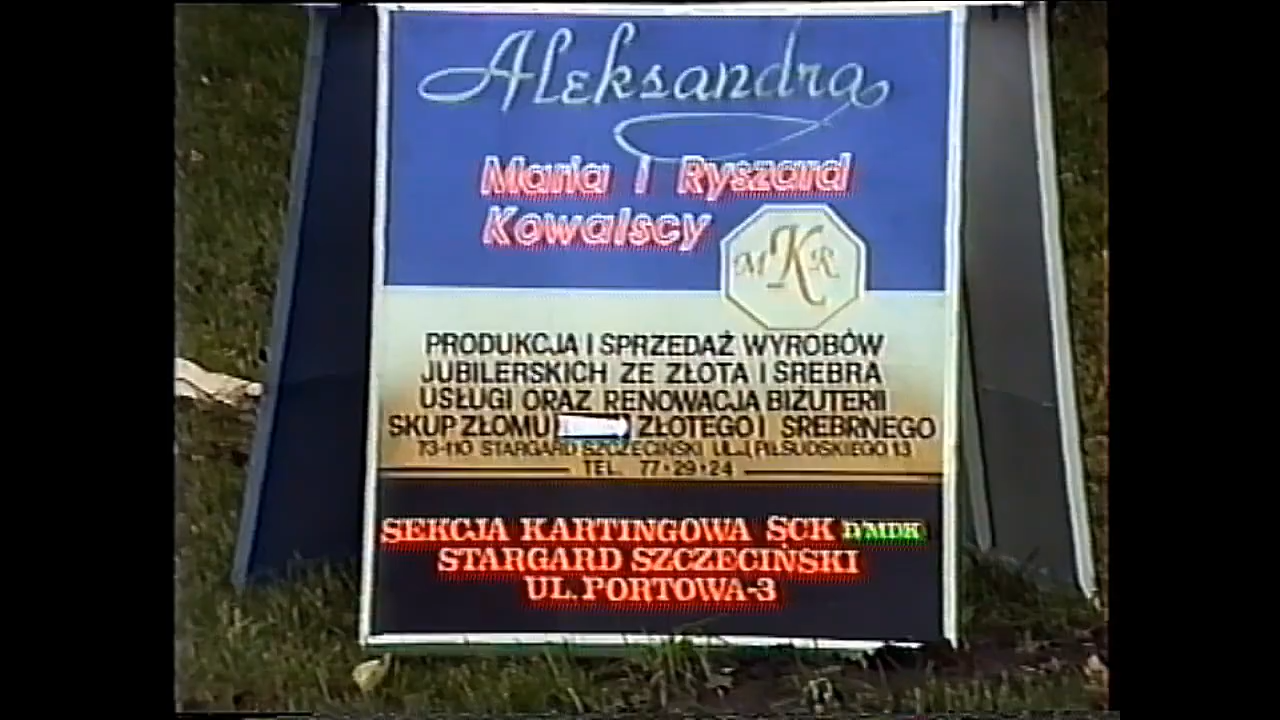 Aleksandra
Maria i Ryszard
Kowalscy
MKR
PRODUKCJA I SPRZEDAŻ WYROBÓW
JUBILERSKICH ZE ZŁOTA I SREBRA
USŁUGI ORAZ RENOWACJA BIŻUTERII
SKUP ZŁOMU ZŁOTEGO I SREBRNEGO
73-110 STARGARD SZCZECIŃSKI UL.J.PIŁSUDSKIEGO 13
TEL. 77-29-24
SEKCJA KARTINGOWA SCK D/MDK
STARGARD SZCZECIŃSKI
UL.PORTOWA-3